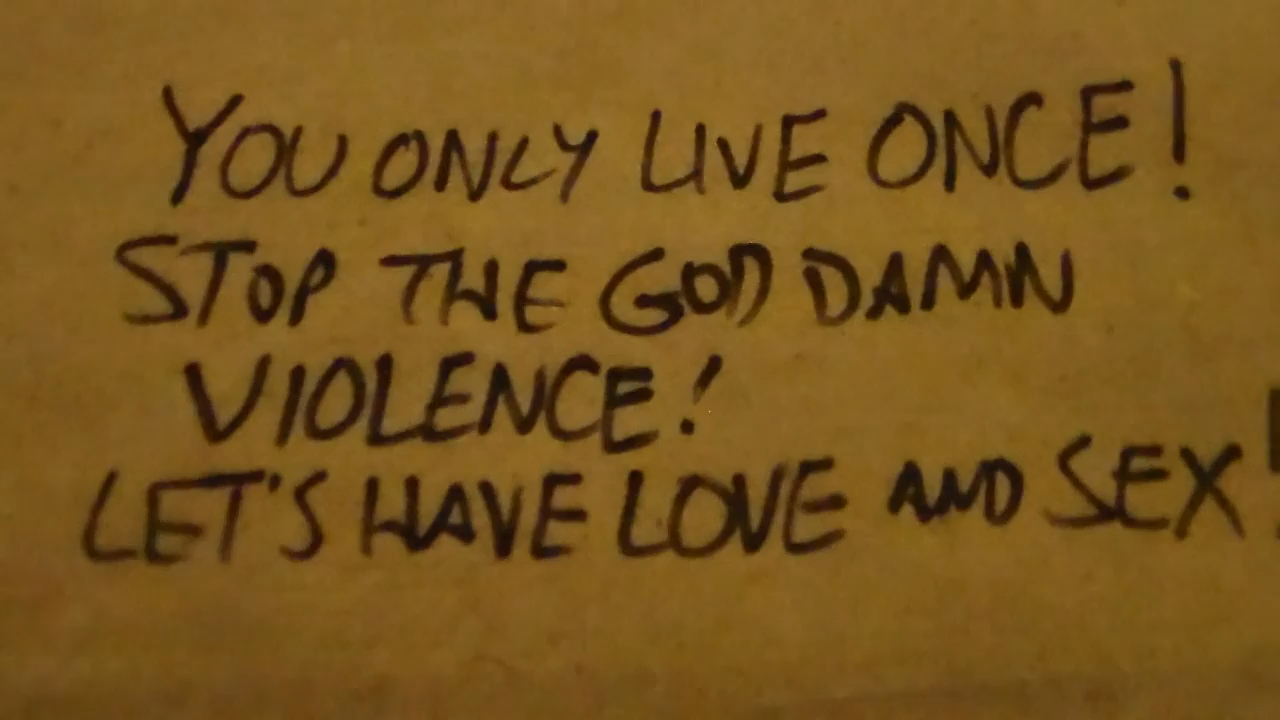 YOU ONLY LIVE ONCE!
STOP THE GOD DAMN
VIOLENCE!
LET'S HAVE LOVE AND SEX!